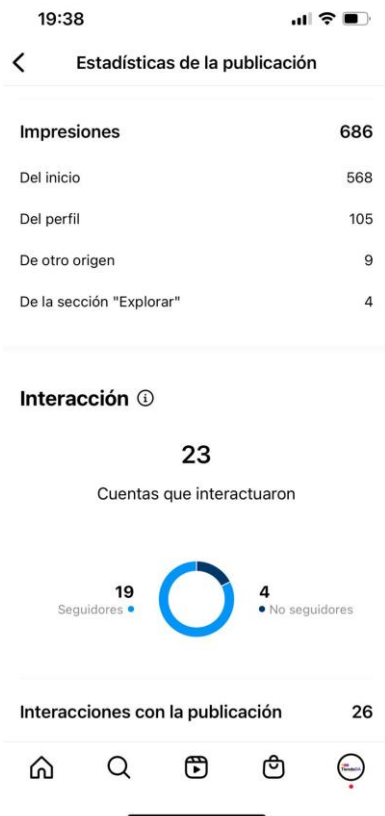 19:38
Estadísticas de la publicación
Impresiones 686
Del inicio 568
Del perfil 105
De otro origen 9
De la sección "Explorar" 4
Interacción
23
Cuentas que interactuaron
19
Seguidores
4
No seguidores
Interacciones con la publicación 26